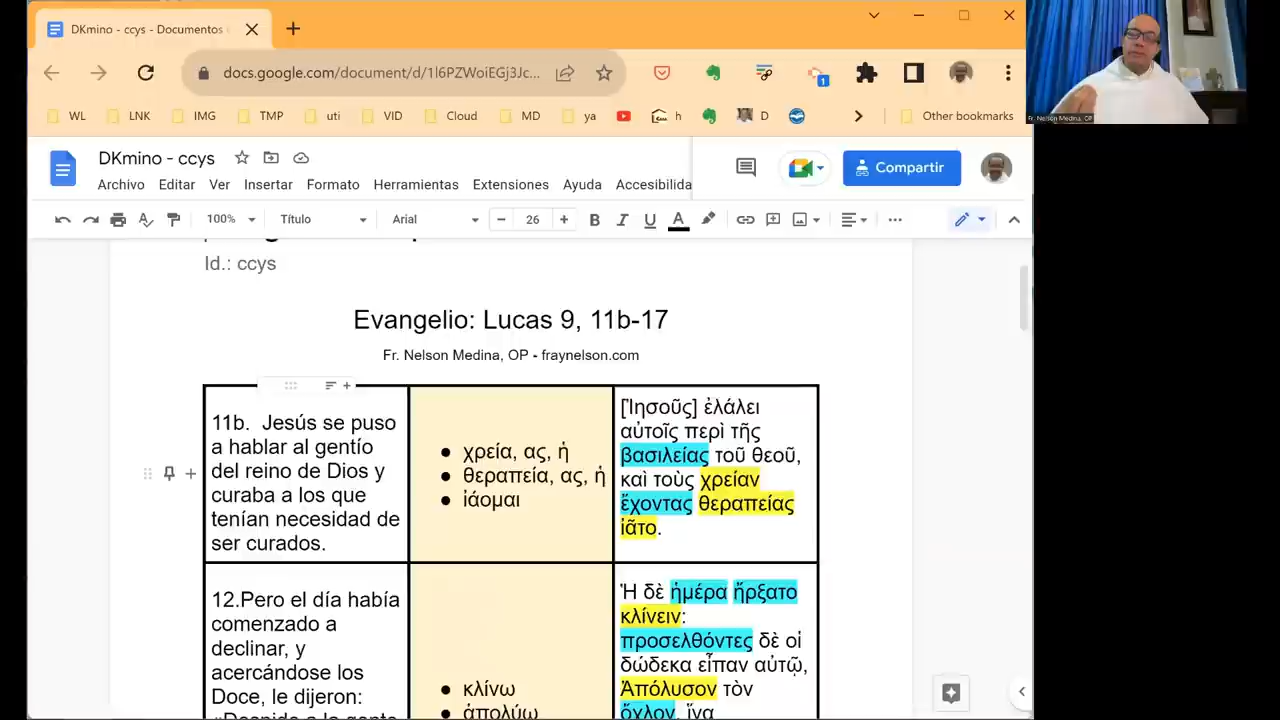 DKmino - ccys - Documentos
docs.google.com/document/d/1l6PZWoiEGj3Jc...
1
WL LNK IMG TMP uti VID Cloud MD ya h D Other bookmarks
DKmino - ccys
Compartir
Archivo Editar Ver Insertar Formato Herramientas Extensiones Ayuda Accesibilida
100% Título Arial 26 B I U A
Id.: ccys
Evangelio: Lucas 9, 11b-17
Fr. Nelson Medina, OP - fraynelson.com
11b. Jesús se puso
a hablar al gentío
del reino de Dios y
curaba a los que
tenían necesidad de
ser curados.
● χρεία, ας, ἡ
● θεραπεία, ας, ἡ
● ἰάομαι
[Ἰησοῦς] ἐλάλει
αὐτοῖς περὶ τῆς
βασιλείας τοῦ θεοῦ,
καὶ τοὺς χρείαν
ἔχοντας θεραπείας
ἰᾶτο.
12.Pero el día había
comenzado a
declinar, y
acercándose los
Doce, le dijeron:
● κλίνω
● ἀπολύω
Ἡ δὲ ἡμέρα ἤρξατο
κλίνειν:
προσελθόντες δὲ οἱ
δώδεκα εἶπαν αὐτῷ,
Ἀπόλυσον τὸν
ὄχλον, ἵνα
Fr. Nelson Medina, OP